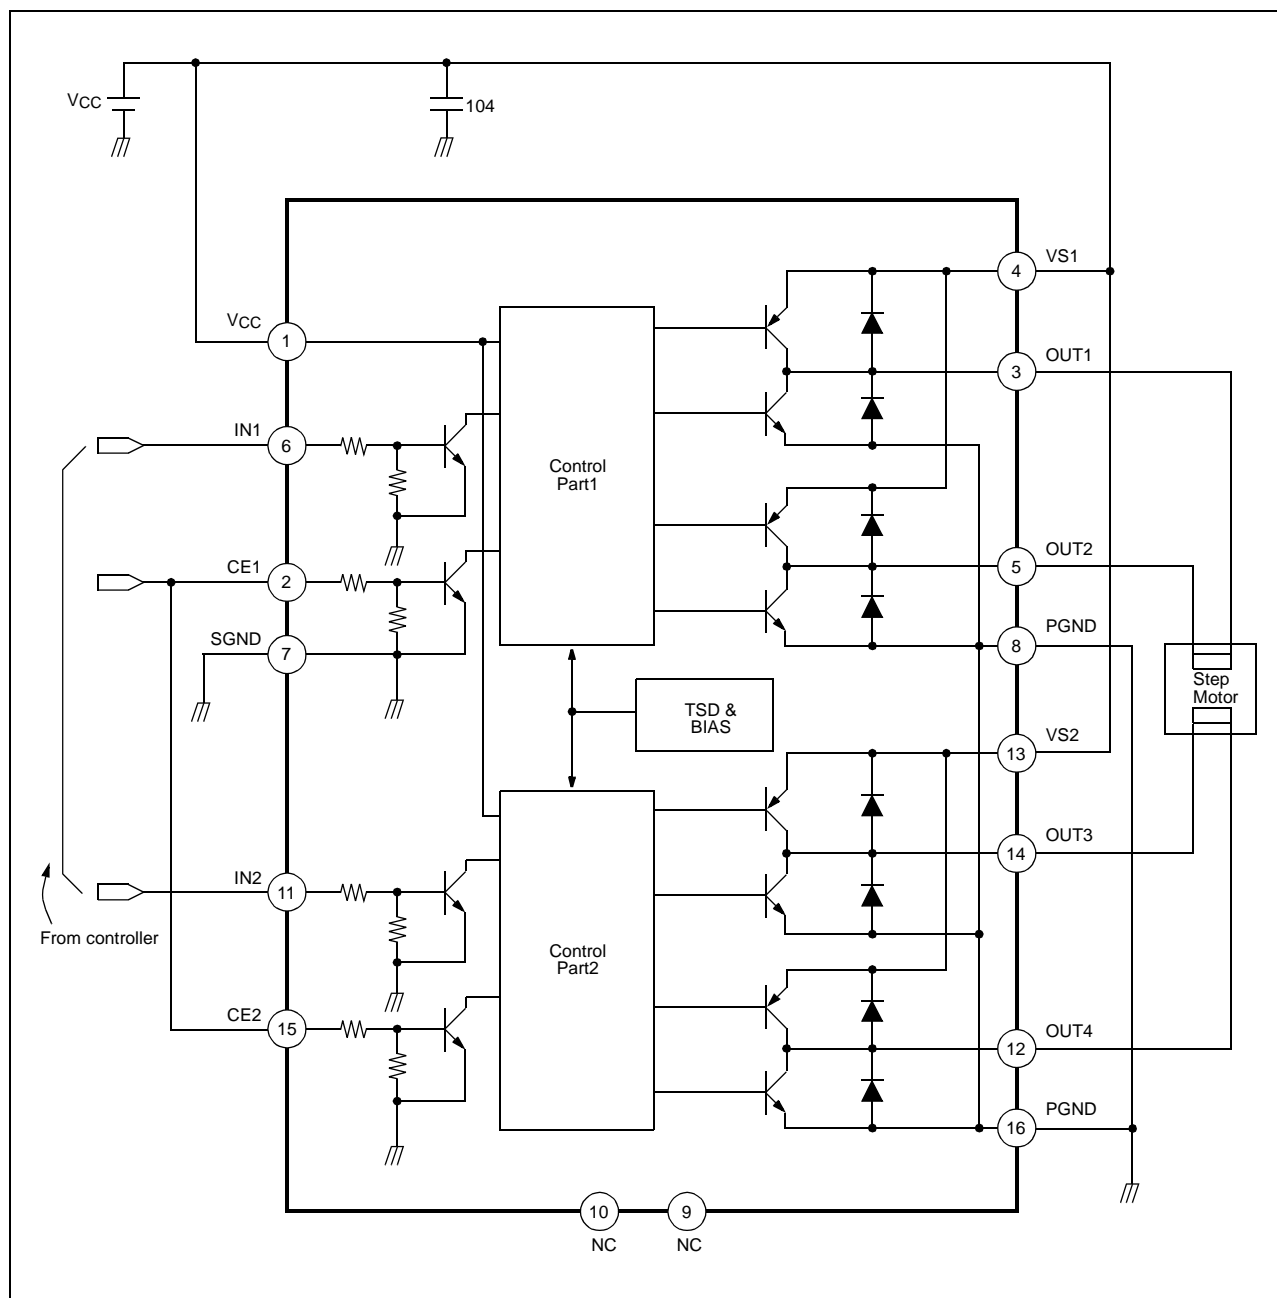 VCC
104
VS1
4
VCC
1
OUT1
3
IN1
6
Control
Part1
CE1
2
OUT2
5
SGND
7
PGND
8
Step
Motor
TSD &
BIAS
VS2
13
OUT3
14
IN2
11
From controller
Control
Part2
CE2
15
OUT4
12
PGND
16
10
9
NC
NC